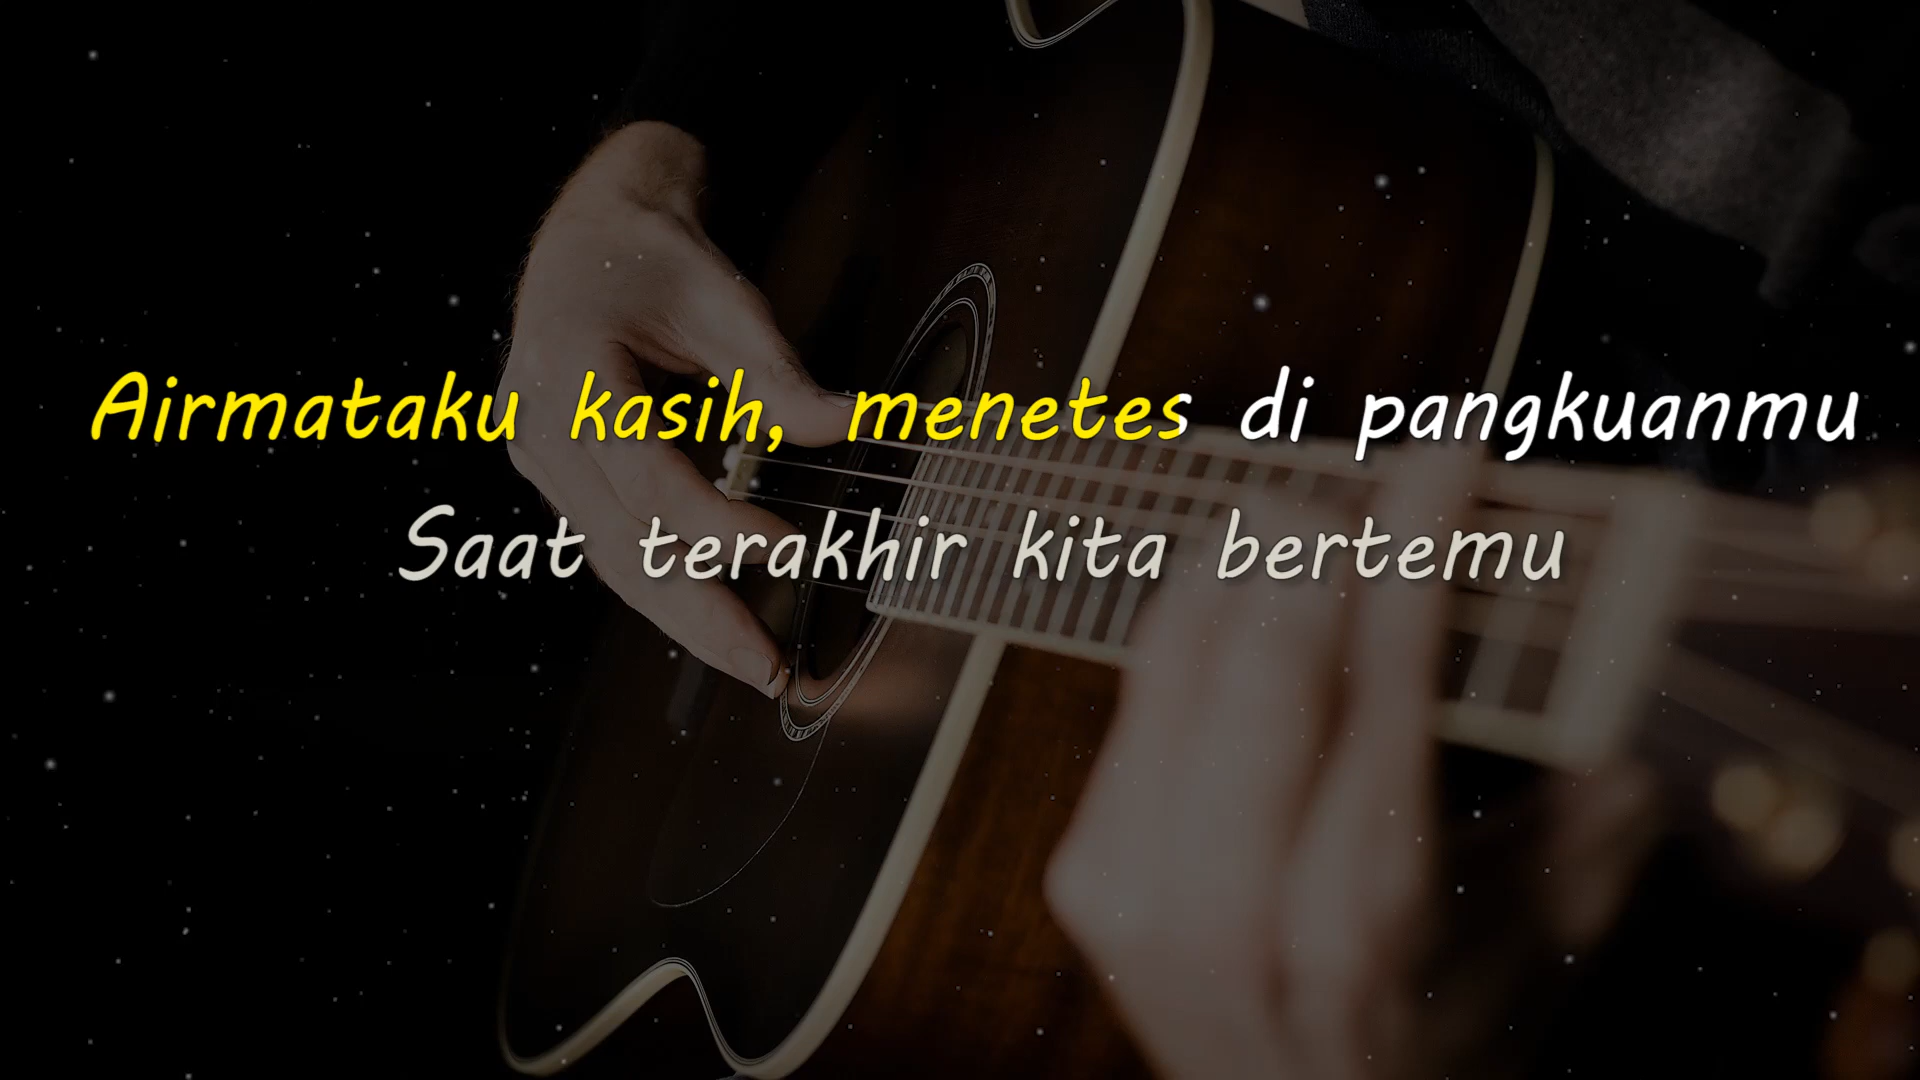 Airmataku kasih, menetes di pangkuanmu
Saat terakhir kita bertemu